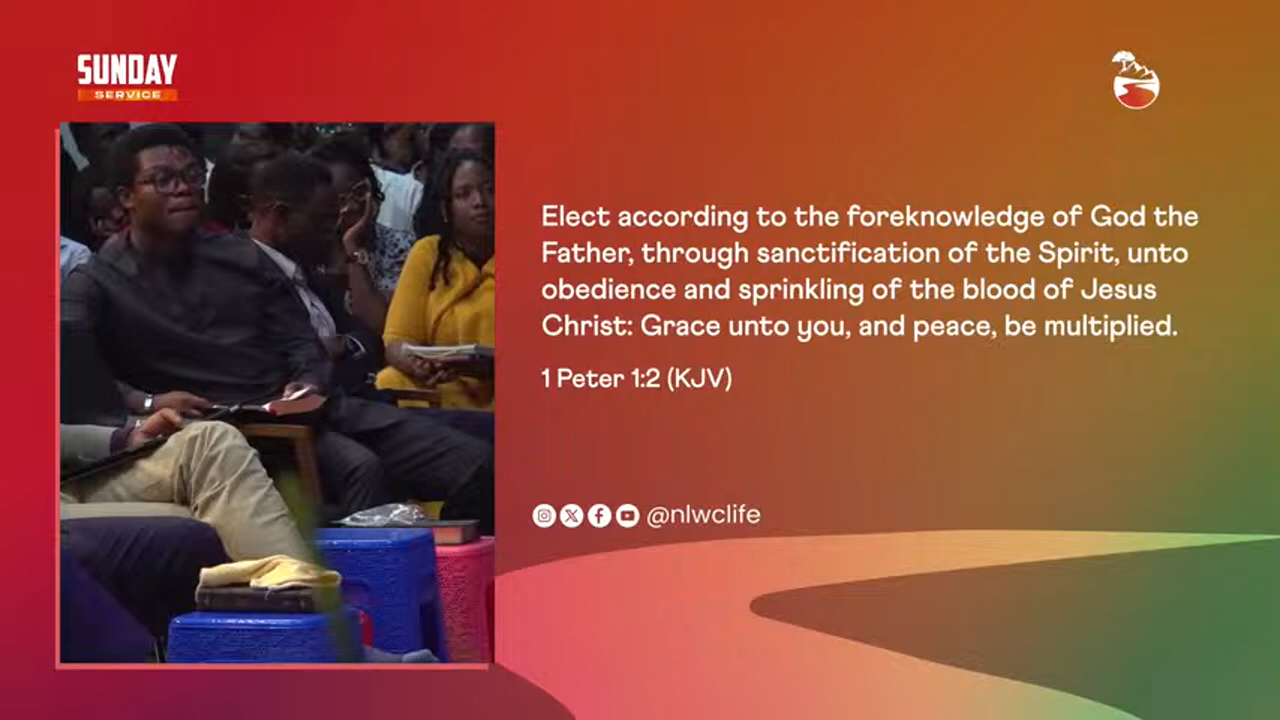 SUNDAY
SERVICE
Elect according to the foreknowledge of God the
Father, through sanctification of the Spirit, unto
obedience and sprinkling of the blood of Jesus
Christ: Grace unto you, and peace, be multiplied.
1 Peter 1:2 (KJV)
@nlwclife